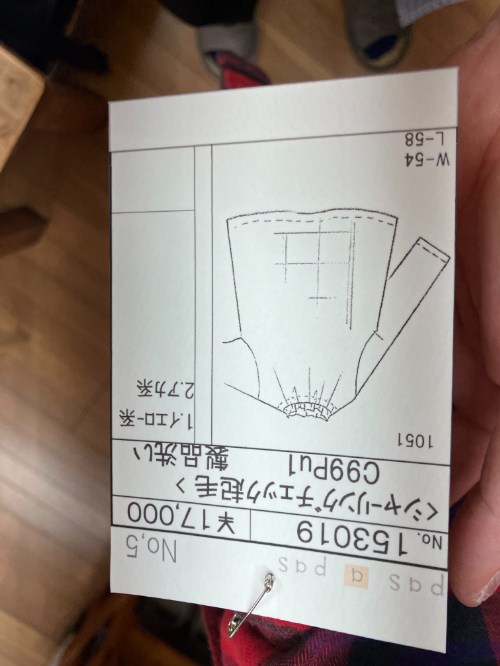 pas a pas
No,5
No. 153019
¥17,000
<シャーリングチェック起毛>
C99Pu1
製品洗い
1051
1.イエロー系
2.アカ系
W-54
L-58